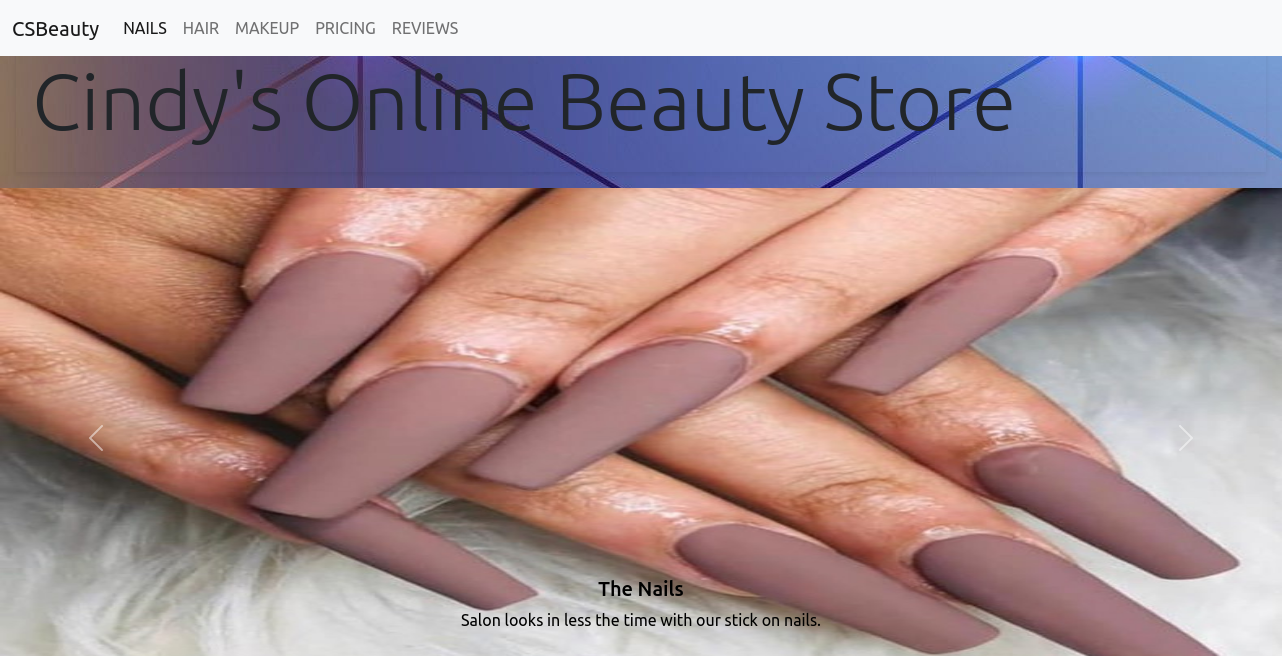 CSBeauty NAILS HAIR MAKEUP PRICING REVIEWS
Cindy's Online Beauty Store
The Nails
Salon looks in less the time with our stick on nails.